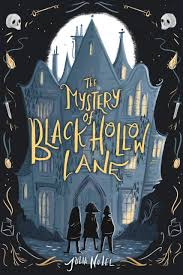 THE
MYSTERY
OF
BLACK HOLLOW
LANE
JULIA NOBEL